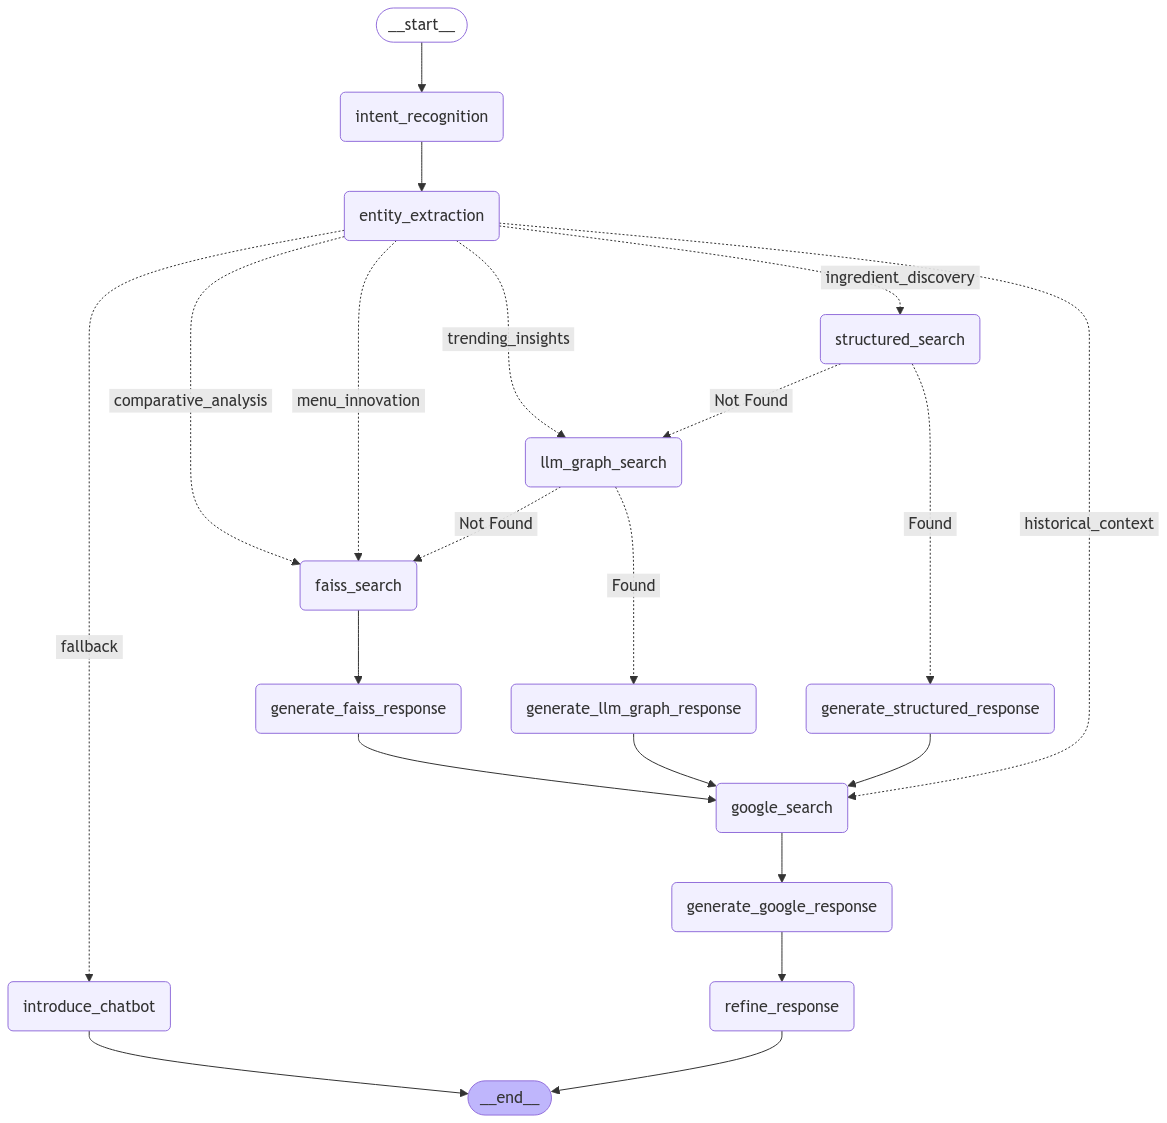 __start__
intent_recognition
entity_extraction
ingredient_discovery
trending_insights
structured_search
comparative_analysis
menu_innovation
Not Found
llm_graph_search
Not Found
Found
historical_context
faiss_search
Found
fallback
generate_faiss_response
generate_llm_graph_response
generate_structured_response
google_search
generate_google_response
introduce_chatbot
refine_response
__end__